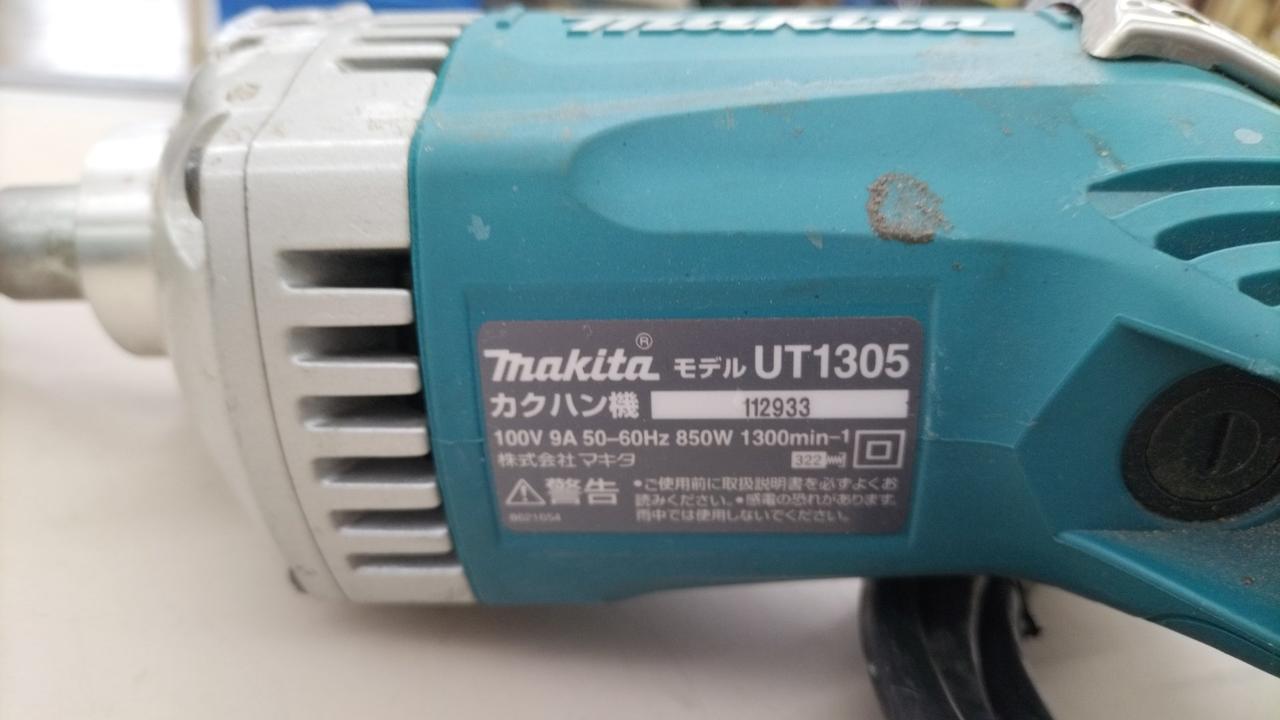 makita
makita® モデル UT1305
カクハン機 112933
100V 9A 50–60Hz 850W 1300min–1
株式会社 マキタ 322
警告 •ご使用前に取扱説明書を必ずよくお
読みください。•感電の恐れがあります。
雨中では使用しないでください。
862165A